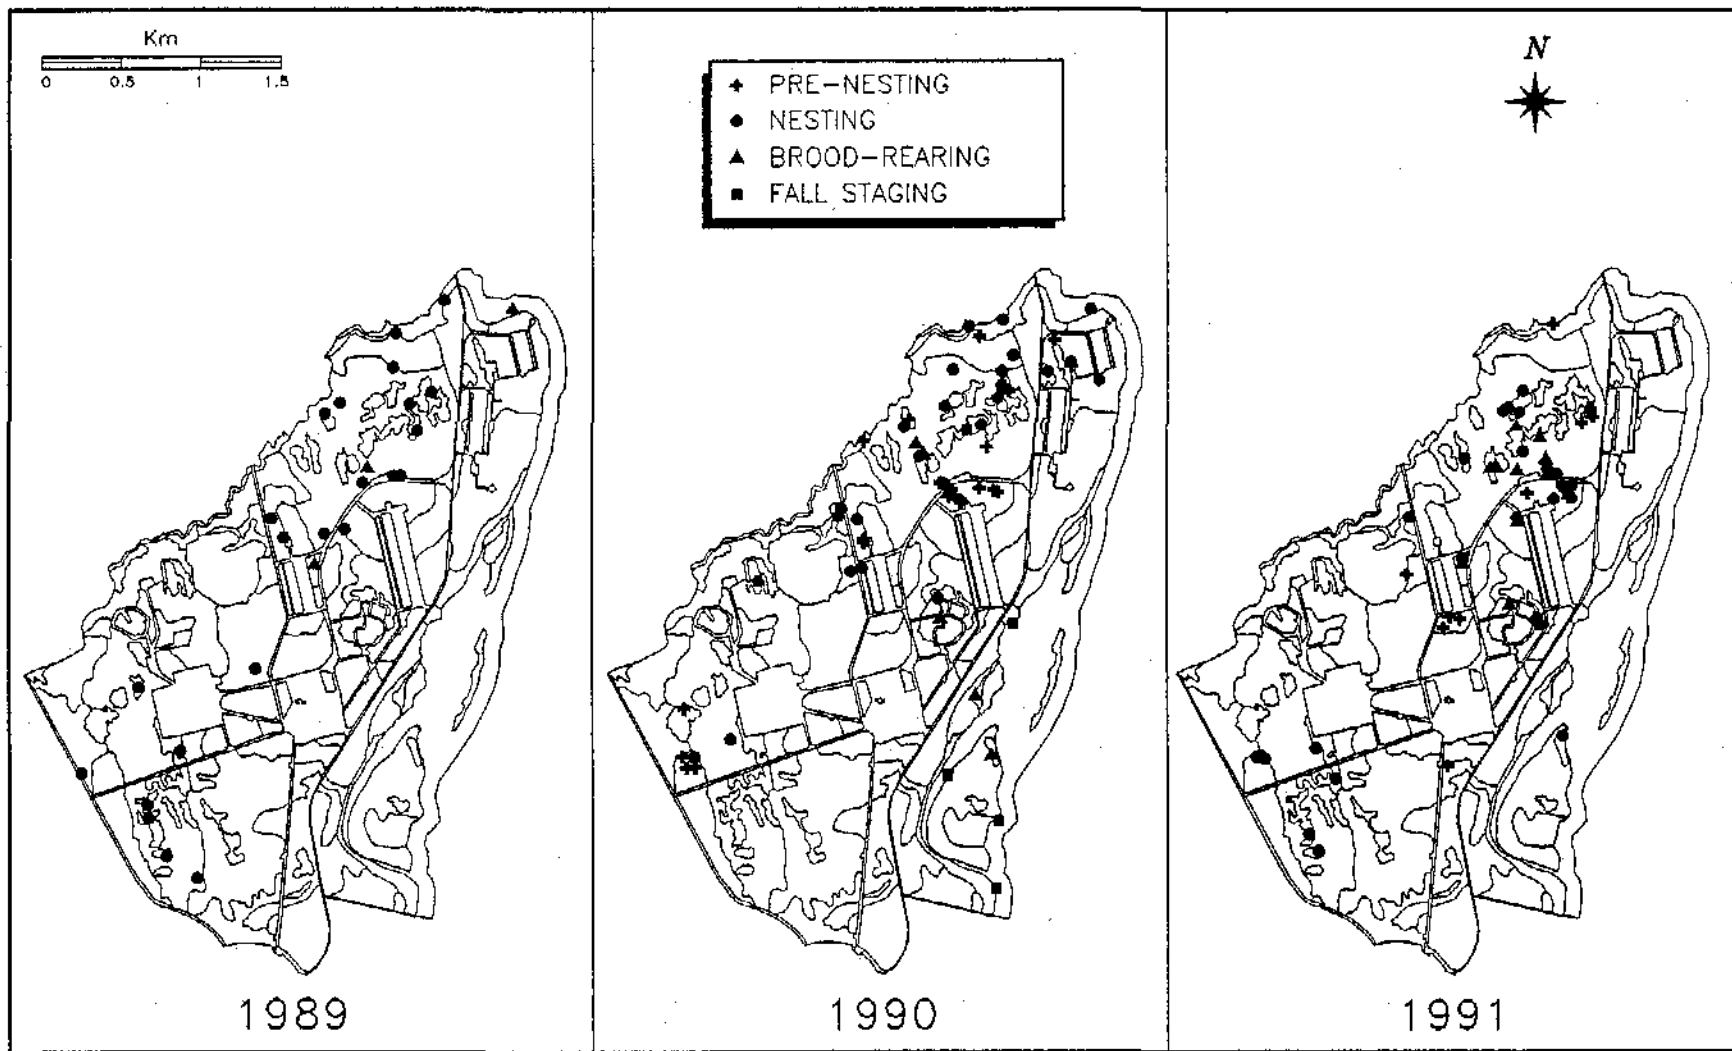 Km
0 0.5 1 1.5
PRE-NESTING
NESTING
BROOD-REARING
FALL STAGING
N
1989
1990
1991